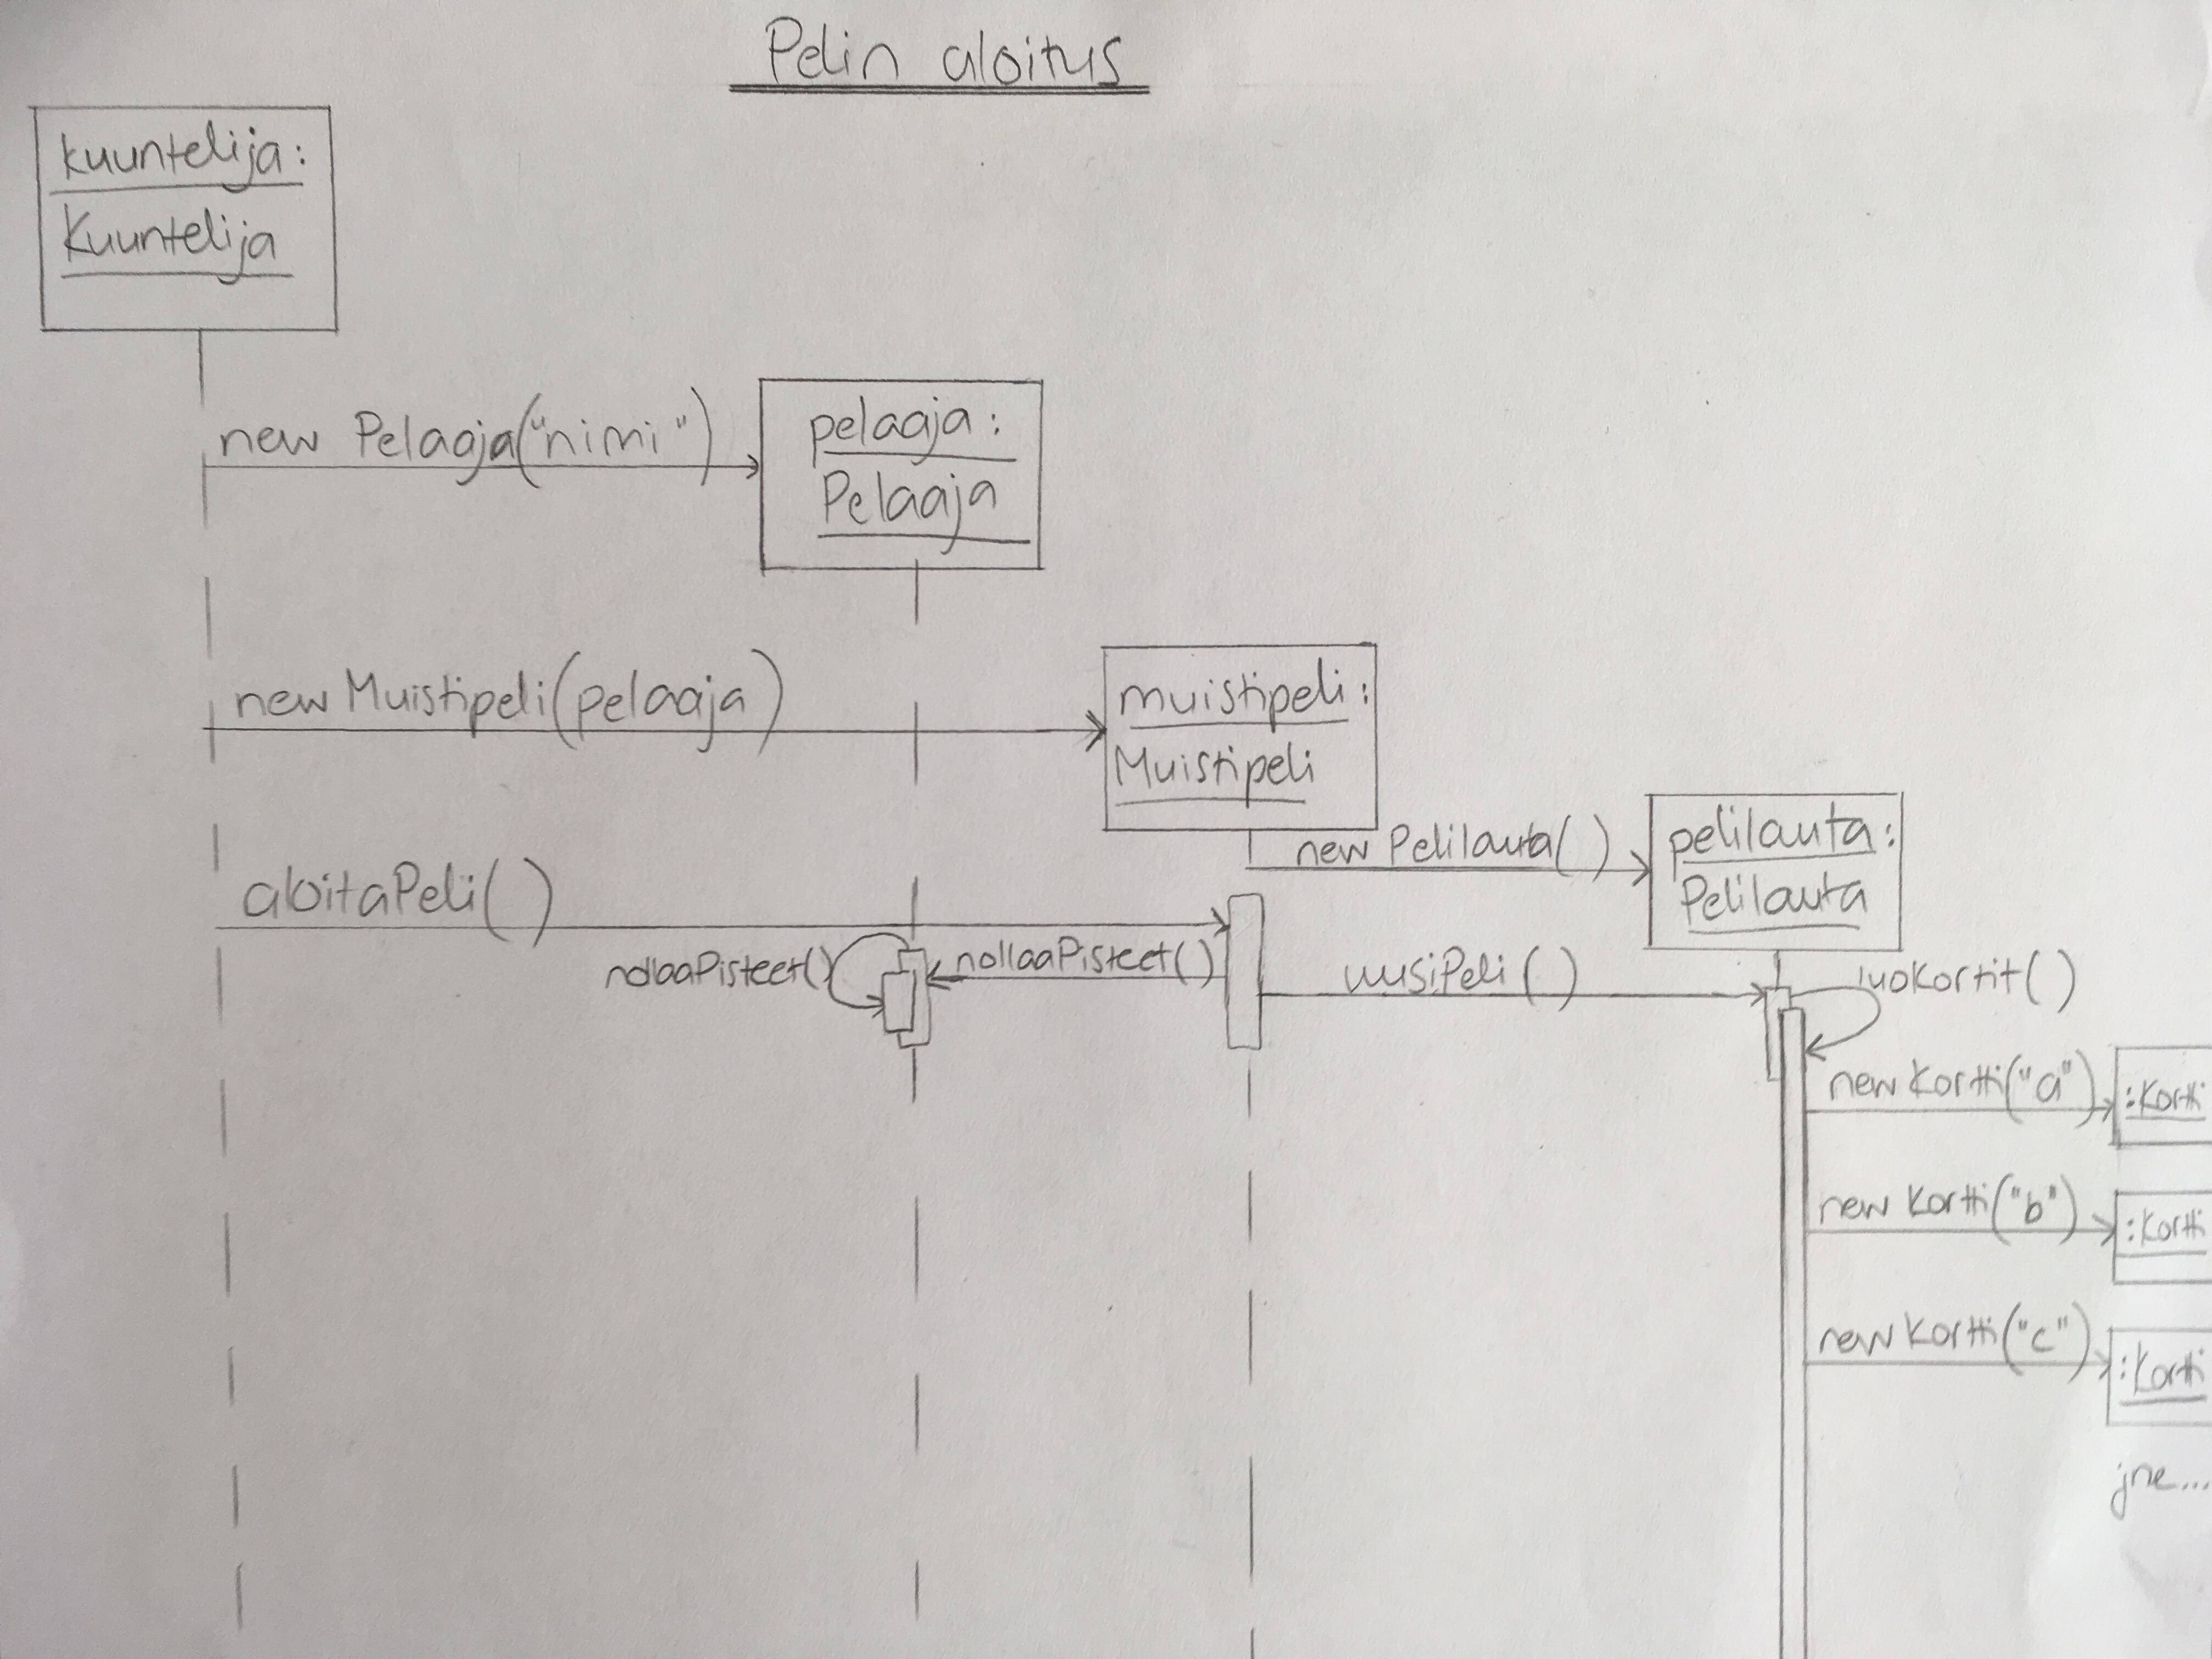 Pelin aloitus
kuuntelija:
Kuuntelija
new Pelaaja("nimi")
pelaaja:
Pelaaja
new Muistipeli(pelaaja)
muistipeli:
Muistipeli
new Pelilauta()
pelilauta:
Pelilauta
aloitaPeli()
nollaaPisteet()
nollaaPisteet()
uusiPeli()
luoKortit()
new Kortti("a")
:Kortti
new Kortti("b")
:Kortti
new Kortti("c")
:Kortti
jne...